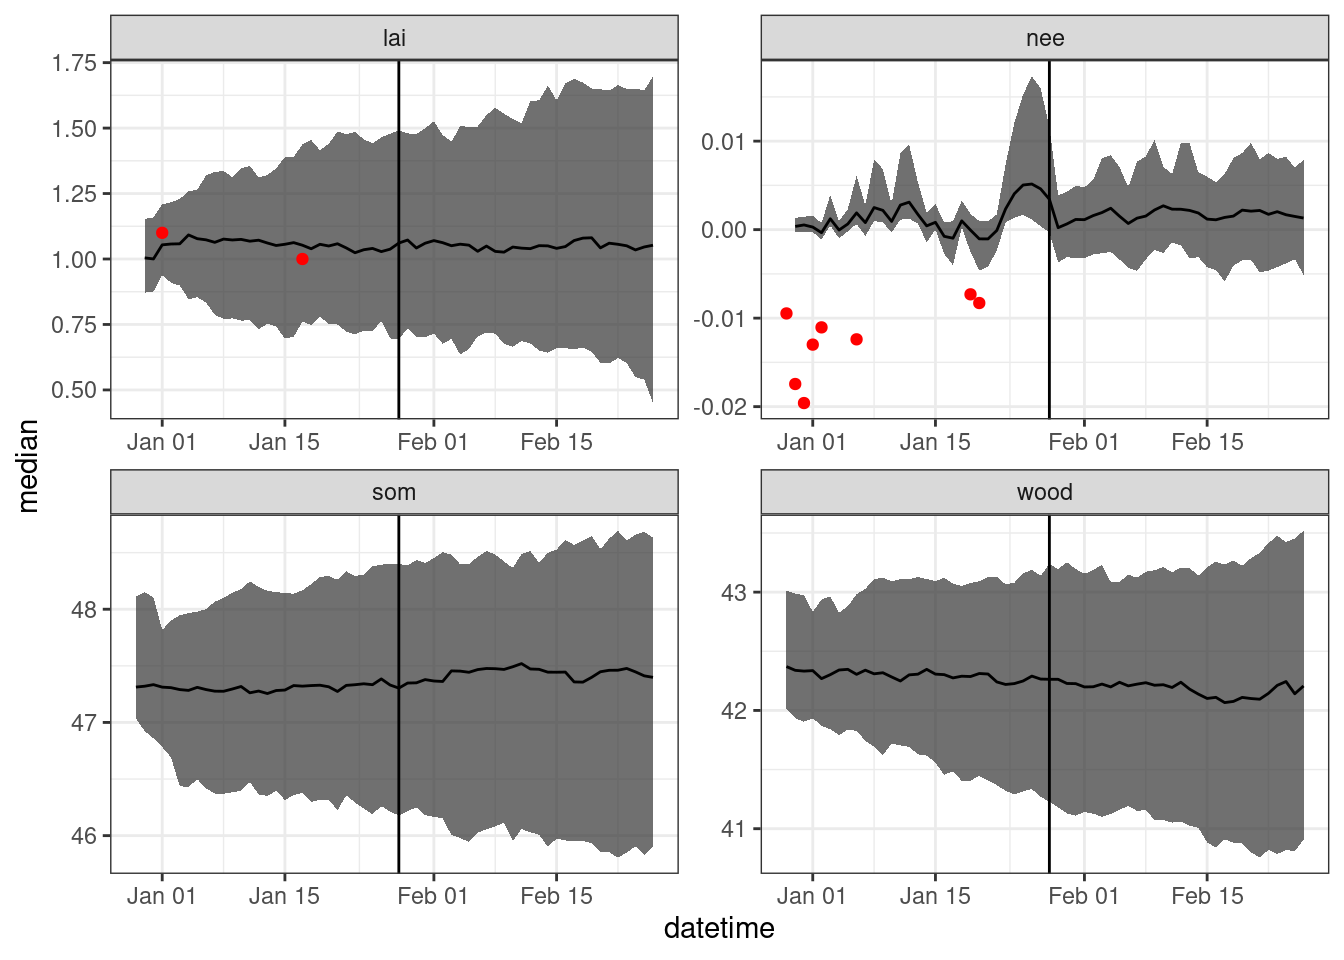 lai
nee
1.75
1.50
1.25
1.00
0.75
0.50
0.01
0.00
-0.01
-0.02
Jan 01 Jan 15 Feb 01 Feb 15
Jan 01 Jan 15 Feb 01 Feb 15
median
som
wood
48
47
46
43
42
41
Jan 01 Jan 15 Feb 01 Feb 15
Jan 01 Jan 15 Feb 01 Feb 15
datetime